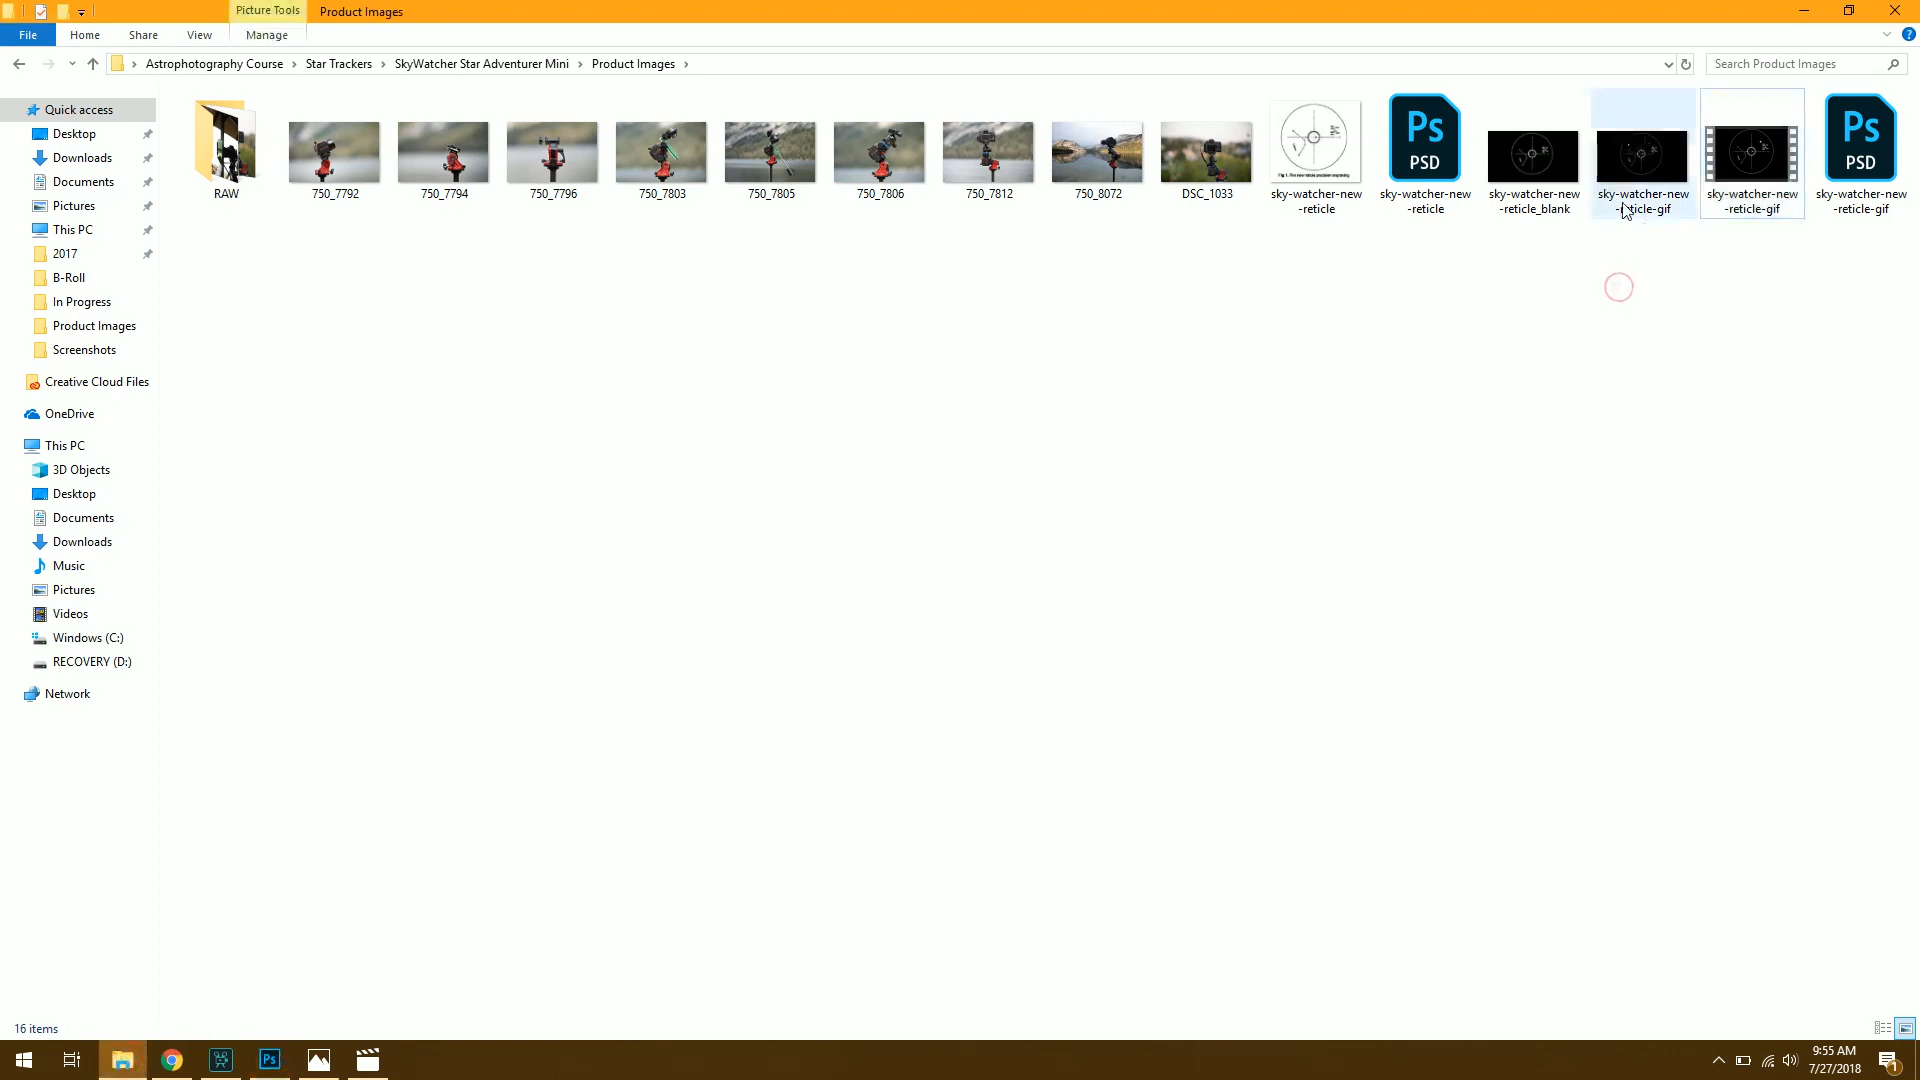 Picture Tools
Product Images
File
Home
Share
View
Manage
Astrophotography Course
Star Trackers
SkyWatcher Star Adventurer Mini
Product Images
Search Product Images
Quick access
Desktop
Downloads
Documents
Pictures
This PC
2017
B-Roll
In Progress
Product Images
Screenshots
Creative Cloud Files
OneDrive
This PC
3D Objects
Desktop
Documents
Downloads
Music
Pictures
Videos
Windows (C:)
RECOVERY (D:)
Network
RAW
750_7792
750_7794
750_7796
750_7803
750_7805
750_7806
750_7812
750_8072
DSC_1033
sky-watcher-new
-reticle
Ps
PSD
sky-watcher-new
-reticle
sky-watcher-new
-reticle_blank
sky-watcher-new
-reticle-gif
sky-watcher-new
-reticle-gif
Ps
PSD
sky-watcher-new
-reticle-gif
16 items
Ps
9:55 AM
7/27/2018
1